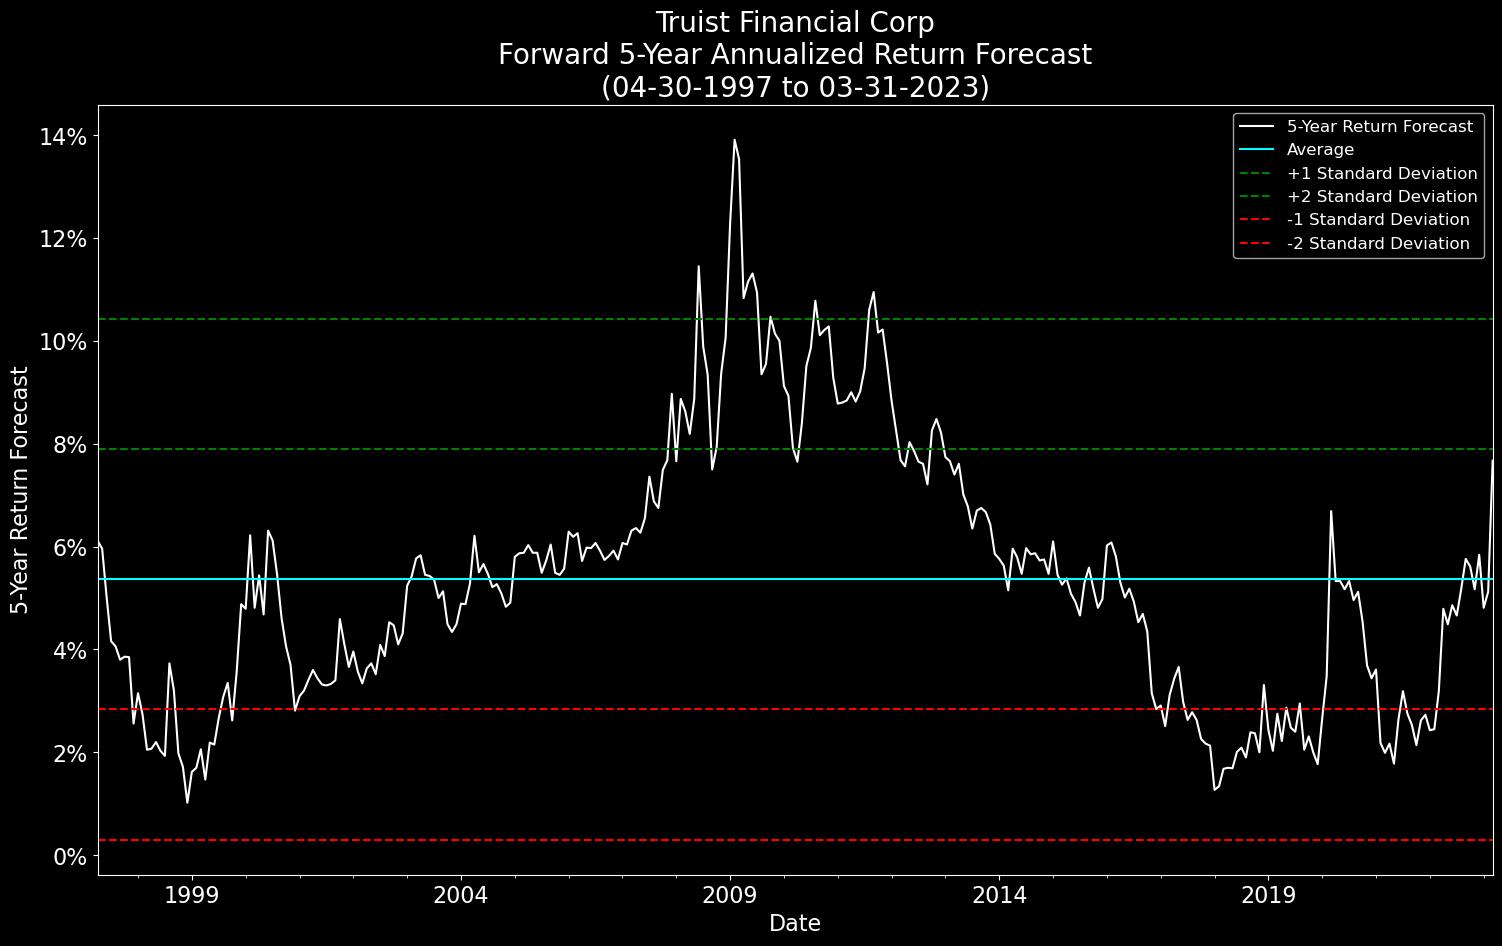 Truist Financial Corp
Forward 5-Year Annualized Return Forecast
(04-30-1997 to 03-31-2023)
5-Year Return Forecast
Average
+1 Standard Deviation
+2 Standard Deviation
-1 Standard Deviation
-2 Standard Deviation
14%
12%
10%
8%
6%
4%
2%
0%
5-Year Return Forecast
1999 2004 2009 2014 2019
Date